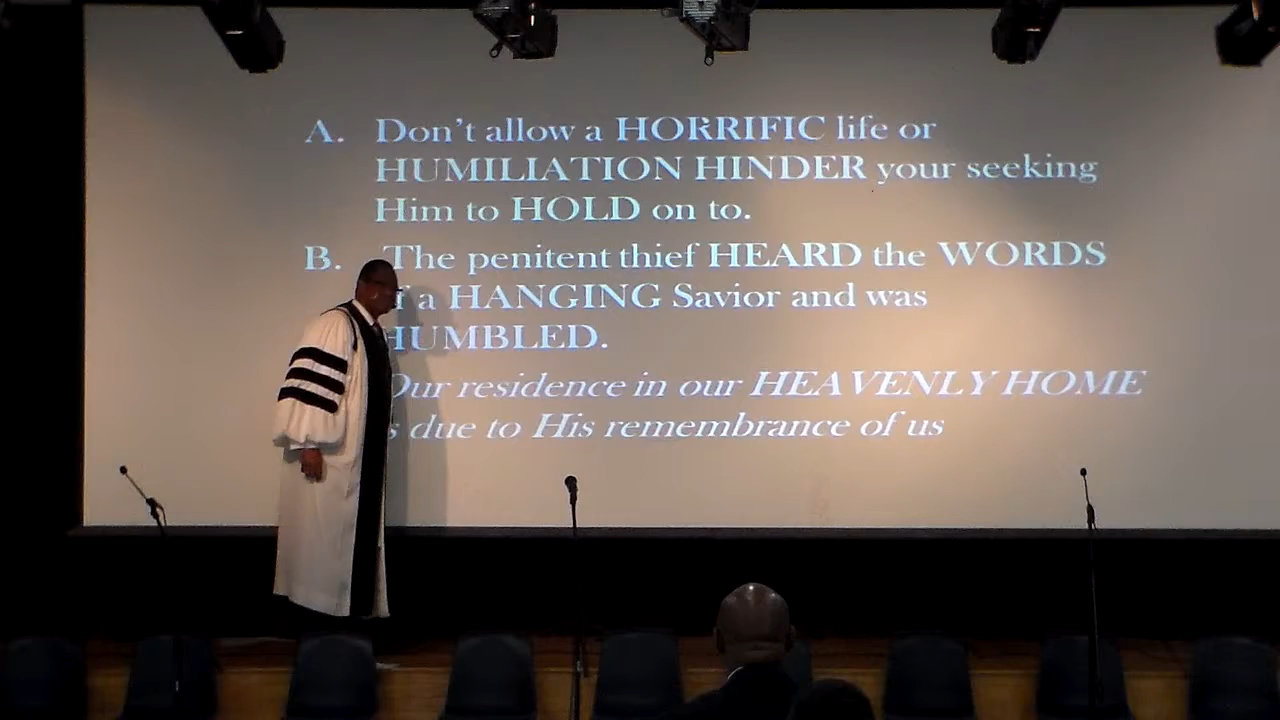 A. Don't allow a HORRIFIC life or
HUMILIATION HINDER your seeking
Him to HOLD on to.
B. The penitent thief HEARD the WORDS
f a HANGING Savior and was
HUMBLED.
Our residence in our HEAVENLY HOME
s due to His remembrance of us